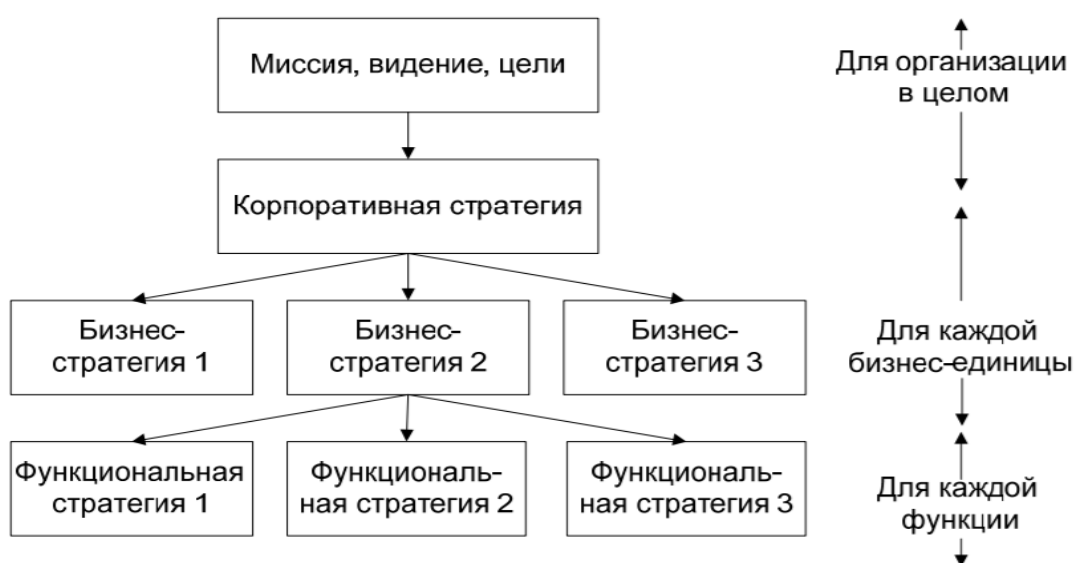 Миссия, видение, цели
Для организации
в целом
Корпоративная стратегия
Бизнес-
стратегия 1
Бизнес-
стратегия 2
Бизнес-
стратегия 3
Для каждой
бизнес-единицы
Функциональная
стратегия 1
Функциональ-
ная стратегия 2
Функциональ-
ная стратегия 3
Для каждой
функции